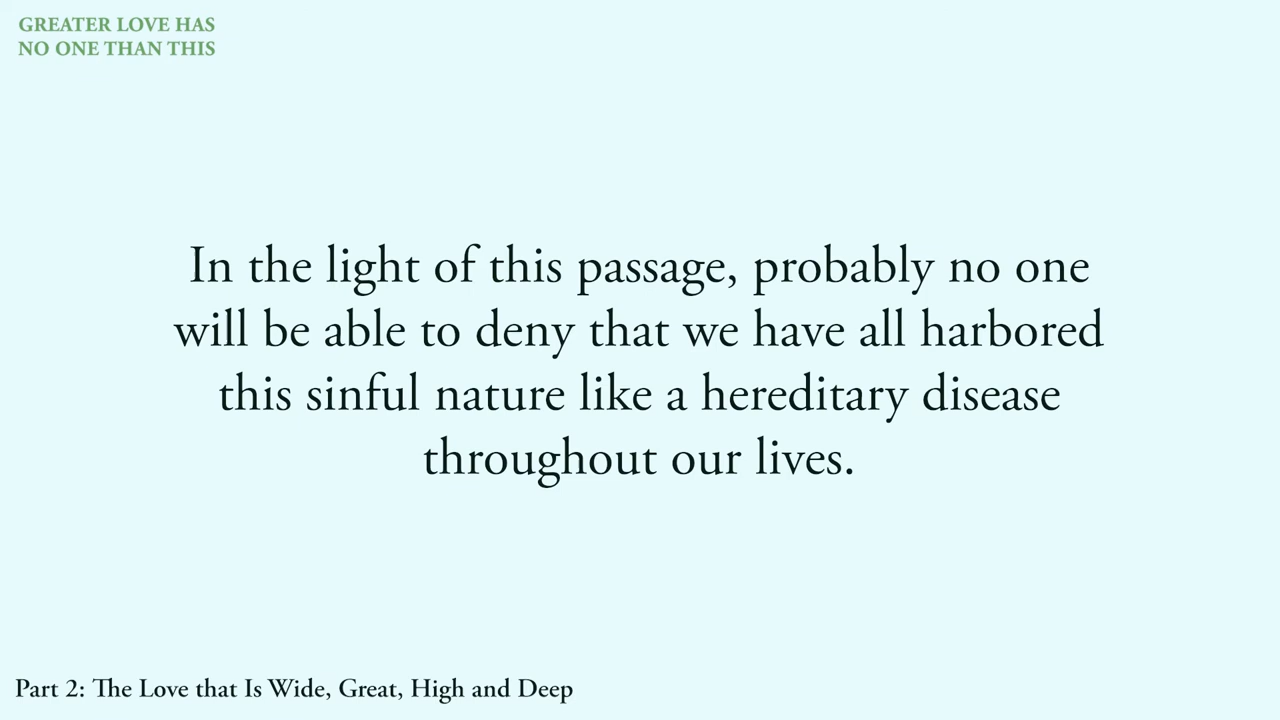 GREATER LOVE HAS
NO ONE THAN THIS
In the light of this passage, probably no one
will be able to deny that we have all harbored
this sinful nature like a hereditary disease
throughout our lives.
Part 2: The Love that Is Wide, Great, High and Deep